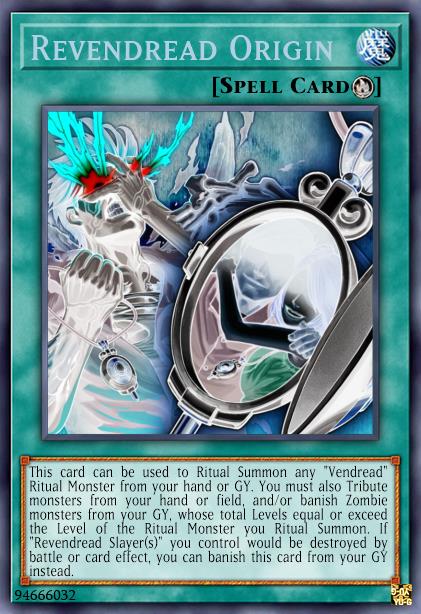 REVENDREAD ORIGIN
魔
[SPELL CARD]
This card can be used to Ritual Summon any "Vendread"
Ritual Monster from your hand or GY. You must also Tribute
monsters from your hand or field, and/or banish Zombie
monsters from your GY, whose total Levels equal or exceed
the Level of the Ritual Monster you Ritual Summon. If
"Revendread Slayer(s)" you control would be destroyed by
battle or card effect, you can banish this card from your GY
instead.
94666032